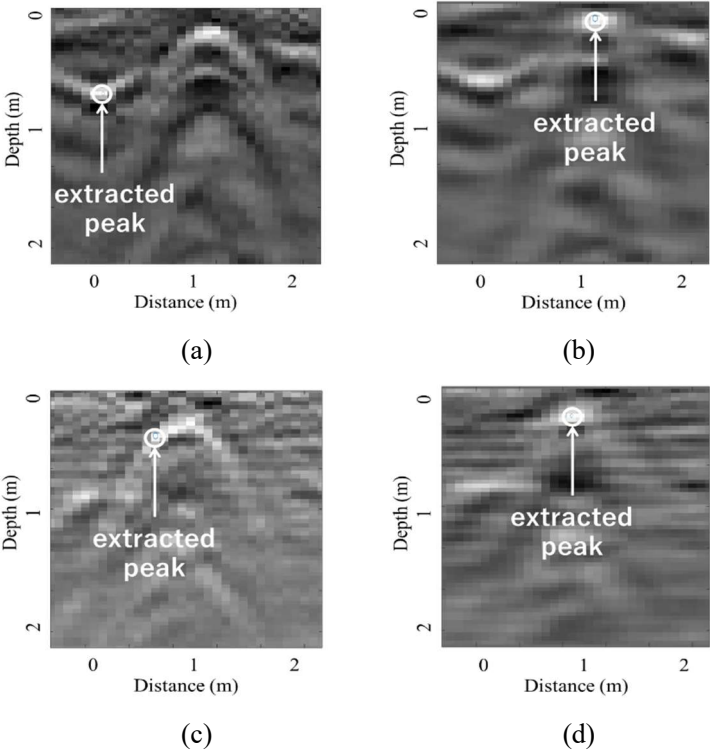 0
Depth (m)
1
2
extracted
peak
0 1 2
Distance (m)
(a)
0
Depth (m)
1
2
extracted
peak
0 1 2
Distance (m)
(b)
0
Depth (m)
1
2
extracted
peak
0 1 2
Distance (m)
(c)
0
Depth (m)
1
2
extracted
peak
0 1 2
Distance (m)
(d)